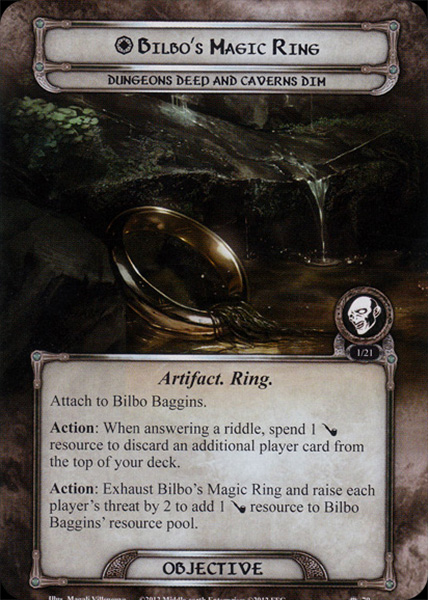 Bilbo's Magic Ring
Dungeons Deep and Caverns Dim
1/21
Artifact. Ring.
Attach to Bilbo Baggins.
Action: When answering a riddle, spend 1
resource to discard an additional player card from
the top of your deck.
Action: Exhaust Bilbo's Magic Ring and raise each
player's threat by 2 to add 1 resource to Bilbo
Baggins' resource pool.
OBJECTIVE